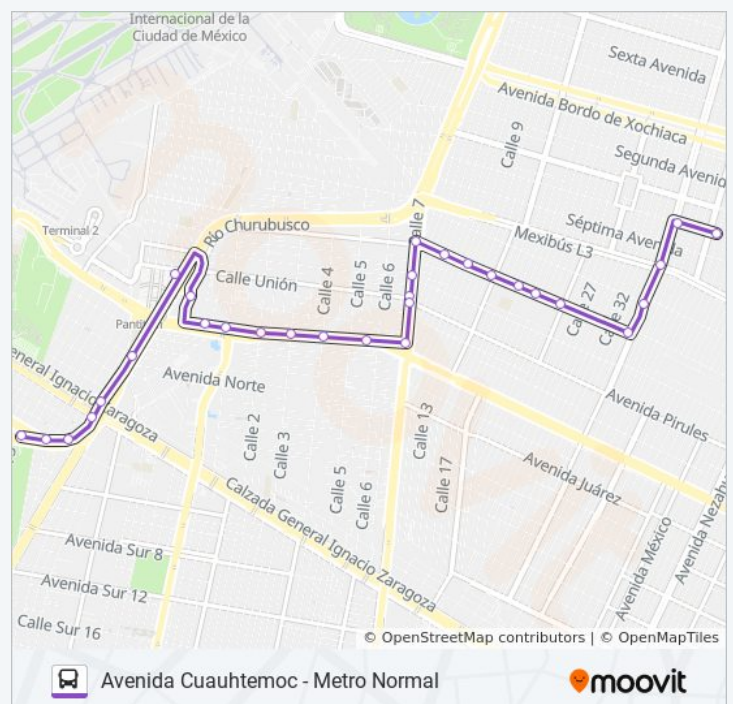 Internacional de la
Ciudad de México
Sexta Avenida
Avenida Bordo de Xochiaca
Calle 9
Segunda Avenid
Calle 7
Río Churubusco
Séptima Avenida
Mexibús L3
Terminal 2
Calle Unión
Calle 4
Calle 5
Calle 6
Calle 27
Calle 32
Pantitlán
eneral Ignacio Zaragoza
Avenida Norte
Avenida Pirules
Calle 2
Calle 3
Calle 13
Calle 17
Calle 5
Calle 6
Avenida Juárez
Calzada General Ignacio Zaragoza
Avenida México
Avenida Nezahu
Avenida Sur 8
Avenida Sur 12
Calle Sur 16
© OpenStreetMap contributors | © OpenMapTiles
Avenida Cuauhtemoc - Metro Normal
moovit